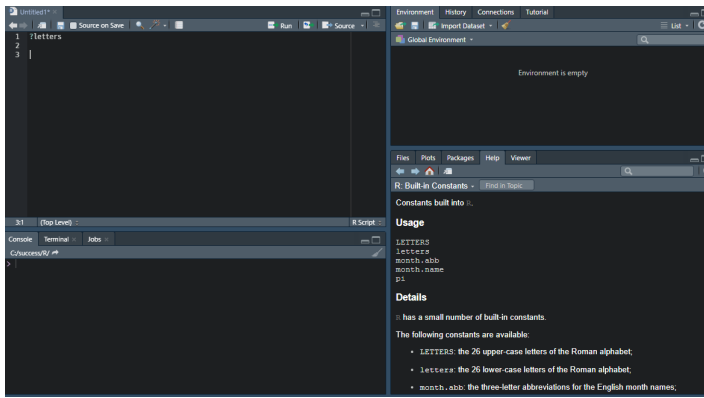 Untitled1*
Source on Save
Run
Source
1 ?letters
2
3
3:1 (Top Level)
R Script
Console Terminal Jobs
C:/success/R/
>
Environment History Connections Tutorial
Import Dataset
List
Global Environment
Environment is empty
Files Plots Packages Help Viewer
R: Built-in Constants
Find in Topic
Constants built into R.
Usage
LETTERS
letters
month.abb
month.name
pi
Details
R has a small number of built-in constants.
The following constants are available:
• LETTERS: the 26 upper-case letters of the Roman alphabet;
• letters: the 26 lower-case letters of the Roman alphabet;
• month.abb: the three-letter abbreviations for the English month names;